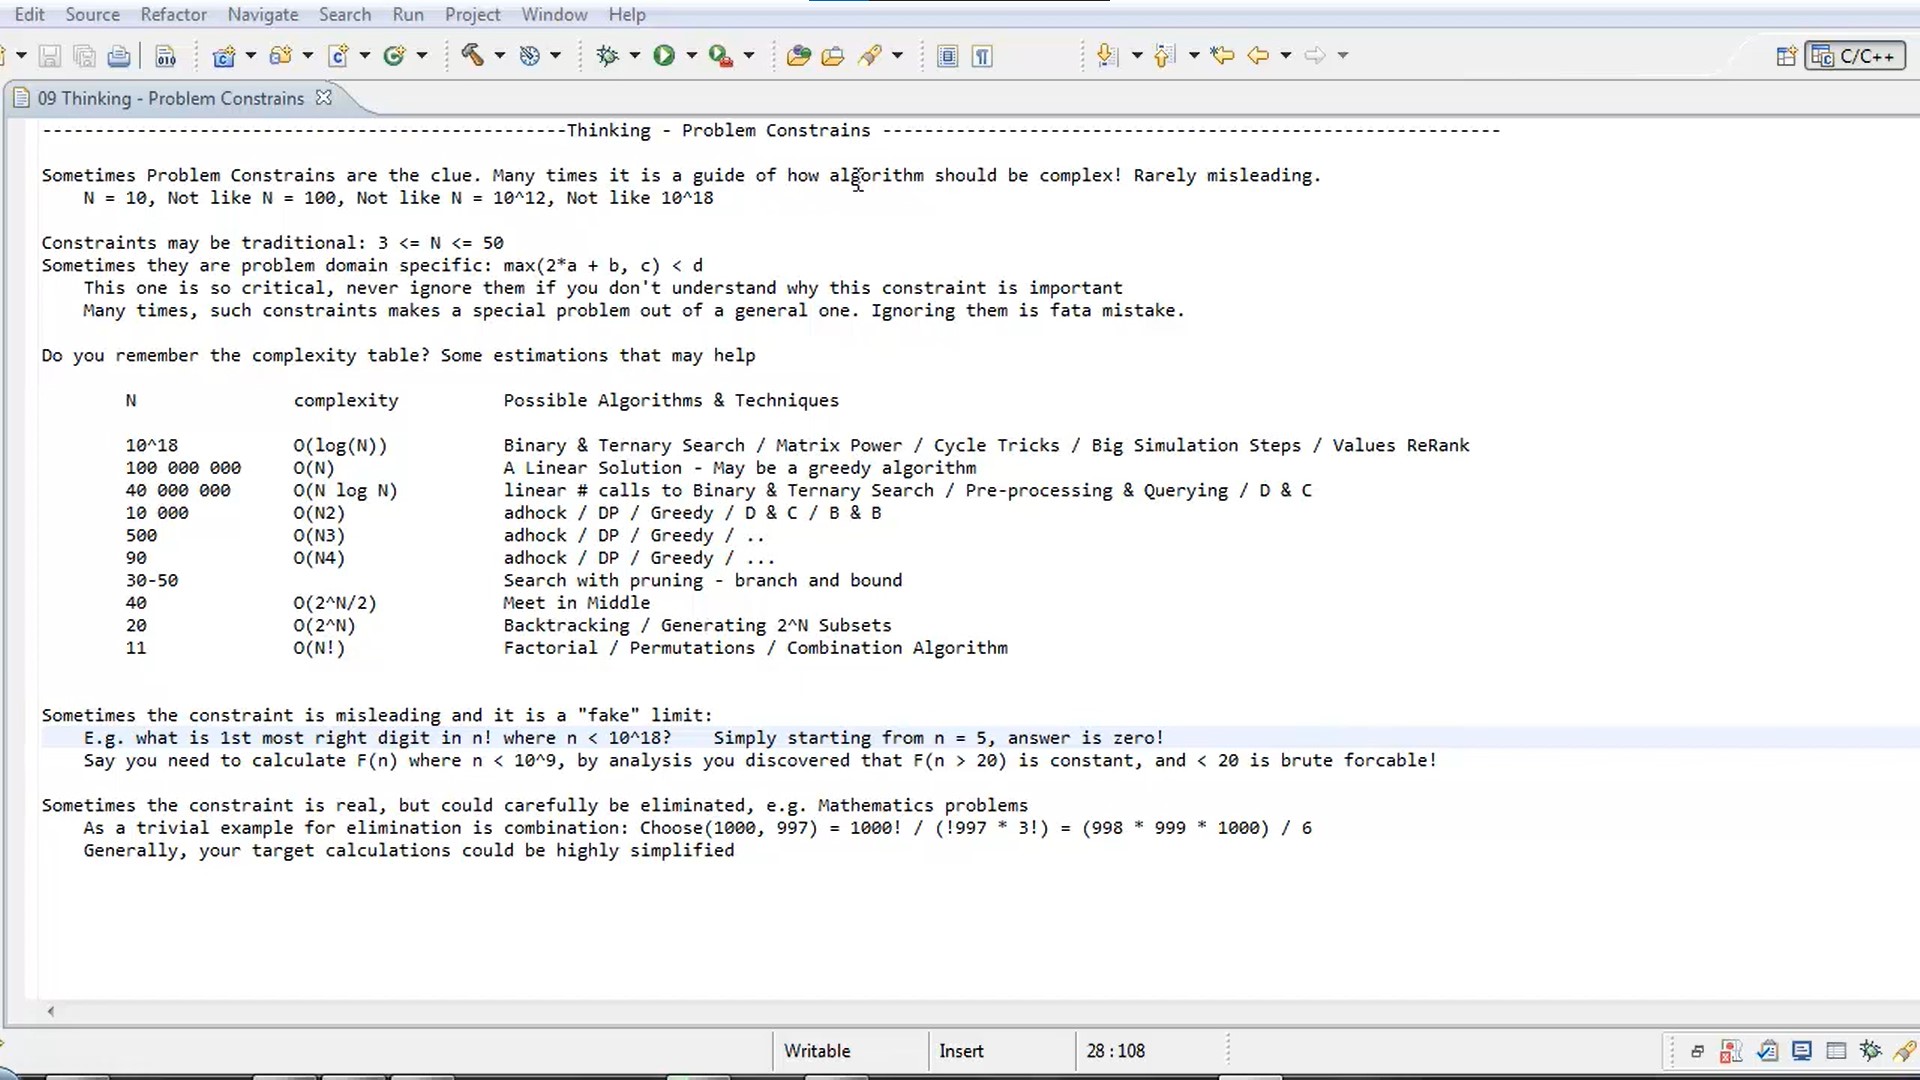 Edit Source Refactor Navigate Search Run Project Window Help
C/C++
09 Thinking - Problem Constrains
--------------------------------------------------Thinking - Problem Constrains -----------------------------------------------------------
Sometimes Problem Constrains are the clue. Many times it is a guide of how algorithm should be complex! Rarely misleading.
N = 10, Not like N = 100, Not like N = 10^12, Not like 10^18
Constraints may be traditional: 3 <= N <= 50
Sometimes they are problem domain specific: max(2*a + b, c) < d
This one is so critical, never ignore them if you don't understand why this constraint is important
Many times, such constraints makes a special problem out of a general one. Ignoring them is fata mistake.
Do you remember the complexity table? Some estimations that may help
N complexity Possible Algorithms & Techniques
10^18 O(log(N)) Binary & Ternary Search / Matrix Power / Cycle Tricks / Big Simulation Steps / Values ReRank
100 000 000 O(N) A Linear Solution - May be a greedy algorithm
40 000 000 O(N log N) linear # calls to Binary & Ternary Search / Pre-processing & Querying / D & C
10 000 O(N2) adhock / DP / Greedy / D & C / B & B
500 O(N3) adhock / DP / Greedy / ..
90 O(N4) adhock / DP / Greedy / ...
30-50 Search with pruning - branch and bound
40 O(2^N/2) Meet in Middle
20 O(2^N) Backtracking / Generating 2^N Subsets
11 O(N!) Factorial / Permutations / Combination Algorithm
Sometimes the constraint is misleading and it is a "fake" limit:
E.g. what is 1st most right digit in n! where n < 10^18? Simply starting from n = 5, answer is zero!
Say you need to calculate F(n) where n < 10^9, by analysis you discovered that F(n > 20) is constant, and < 20 is brute forcable!
Sometimes the constraint is real, but could carefully be eliminated, e.g. Mathematics problems
As a trivial example for elimination is combination: Choose(1000, 997) = 1000! / (!997 * 3!) = (998 * 999 * 1000) / 6
Generally, your target calculations could be highly simplified
Writable Insert 28 : 108